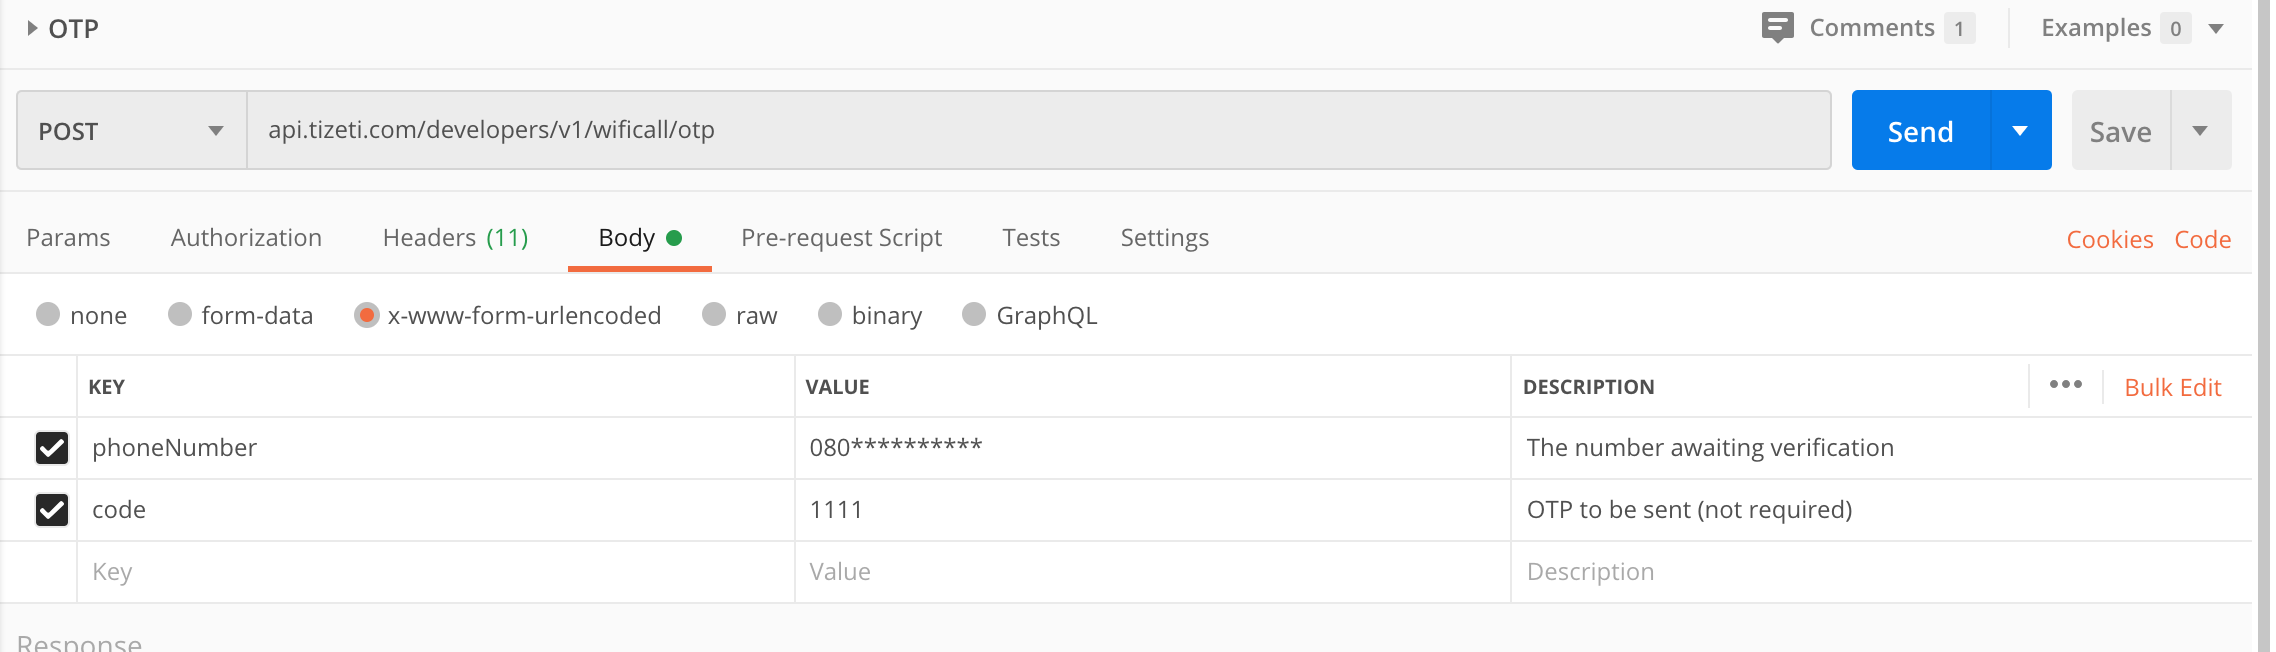 OTP
Comments 1
Examples 0
POST
api.tizeti.com/developers/v1/wificall/otp
Send
Save
Params
Authorization
Headers (11)
Body
Pre-request Script
Tests
Settings
Cookies
Code
none
form-data
x-www-form-urlencoded
raw
binary
GraphQL
KEY
VALUE
DESCRIPTION
Bulk Edit
phoneNumber
080**********
The number awaiting verification
code
1111
OTP to be sent (not required)
Key
Value
Description
Response